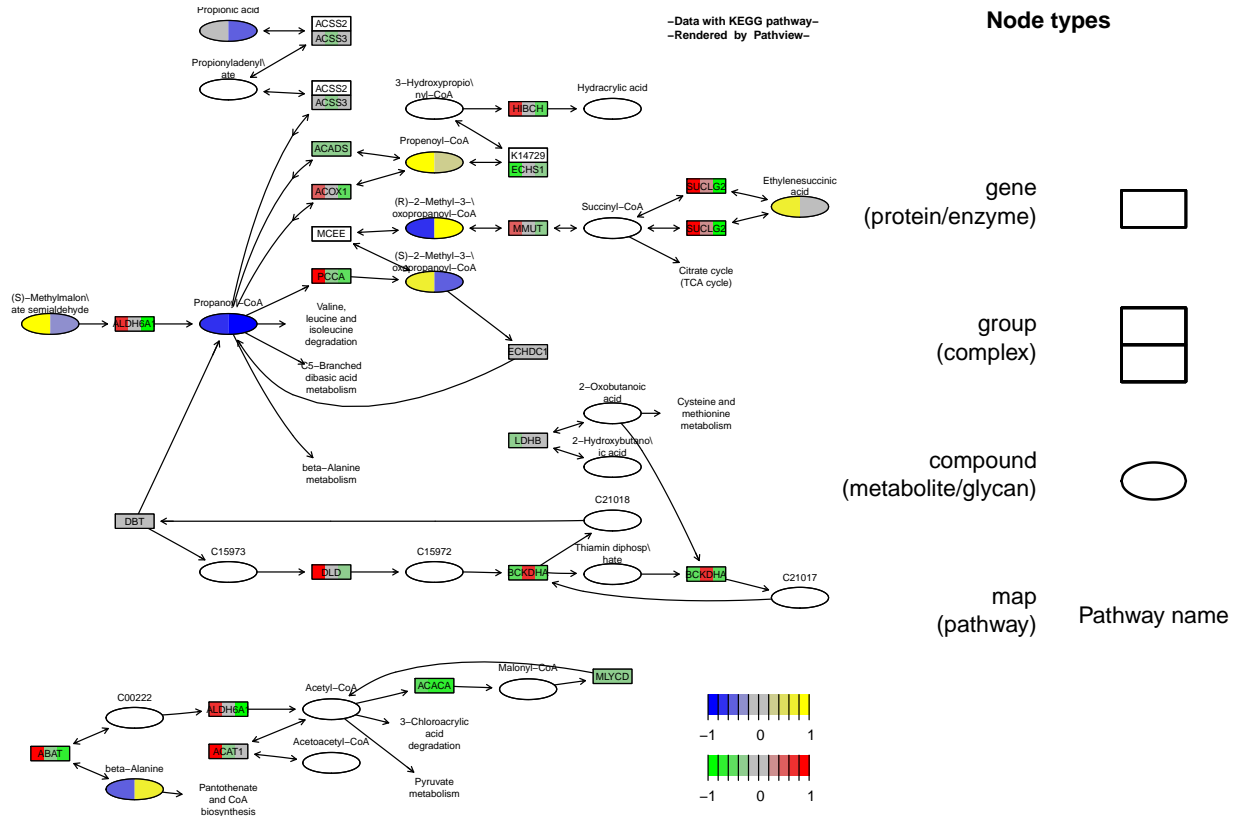 Propionic acid
ACSS2
ACSS3
–Data with KEGG pathway–
–Rendered by Pathview–
Node types
Propionyladenyl\
ate
ACSS2
ACSS3
3–Hydroxypropio\
nyl–CoA
HIBCH
Hydracrylic acid
ACADS
Propenoyl–CoA
K14729
ECHS1
ACOX1
SUCLG2
Ethylenesuccinic
acid
gene
(protein/enzyme)
(R)–2–Methyl–3–\
oxopropanoyl–CoA
MMUT
Succinyl–CoA
SUCLG2
MCEE
(S)–2–Methyl–3–\
oxopropanoyl–CoA
Citrate cycle
(TCA cycle)
PCCA
(S)–Methylmalon\
ate semialdehyde
ALDH6A1
Propanoyl–CoA
Valine,
leucine and
isoleucine
degradation
group
(complex)
ECHDC1
C5–Branched
dibasic acid
metabolism
2–Oxobutanoic
acid
Cysteine and
methionine
metabolism
LDHB
2–Hydroxybutano\
ic acid
beta–Alanine
metabolism
compound
(metabolite/glycan)
C21018
DBT
C15973
DLD
C15972
BCKDHA
Thiamin diphosp\
hate
BCKDHA
C21017
map
(pathway)
Pathway name
C00222
ALDH6A1
Acetyl–CoA
ACACA
Malonyl–CoA
MLYCD
3–Chloroacrylic
acid
degradation
ABAT
ACAT1
Acetoacetyl–CoA
beta–Alanine
Pantothenate
and CoA
biosynthesis
Pyruvate
metabolism
–1 0 1
–1 0 1